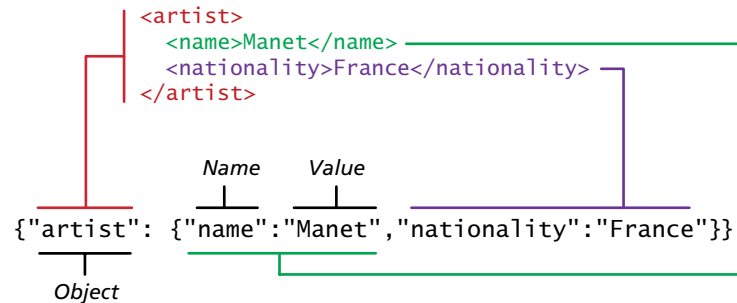 <artist>
<name>Manet</name>
<nationality>France</nationality>
</artist>
Name Value
{"artist": {"name":"Manet","nationality":"France"}}
Object